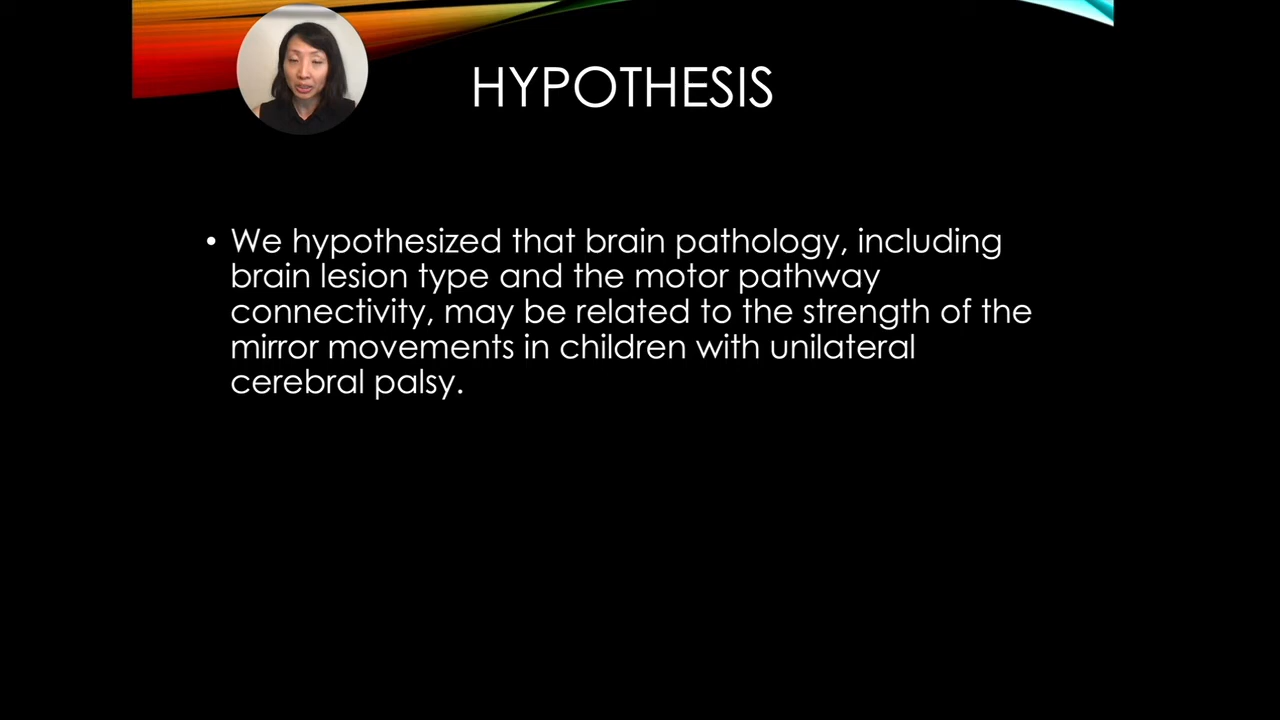 HYPOTHESIS
• We hypothesized that brain pathology, including
brain lesion type and the motor pathway
connectivity, may be related to the strength of the
mirror movements in children with unilateral
cerebral palsy.